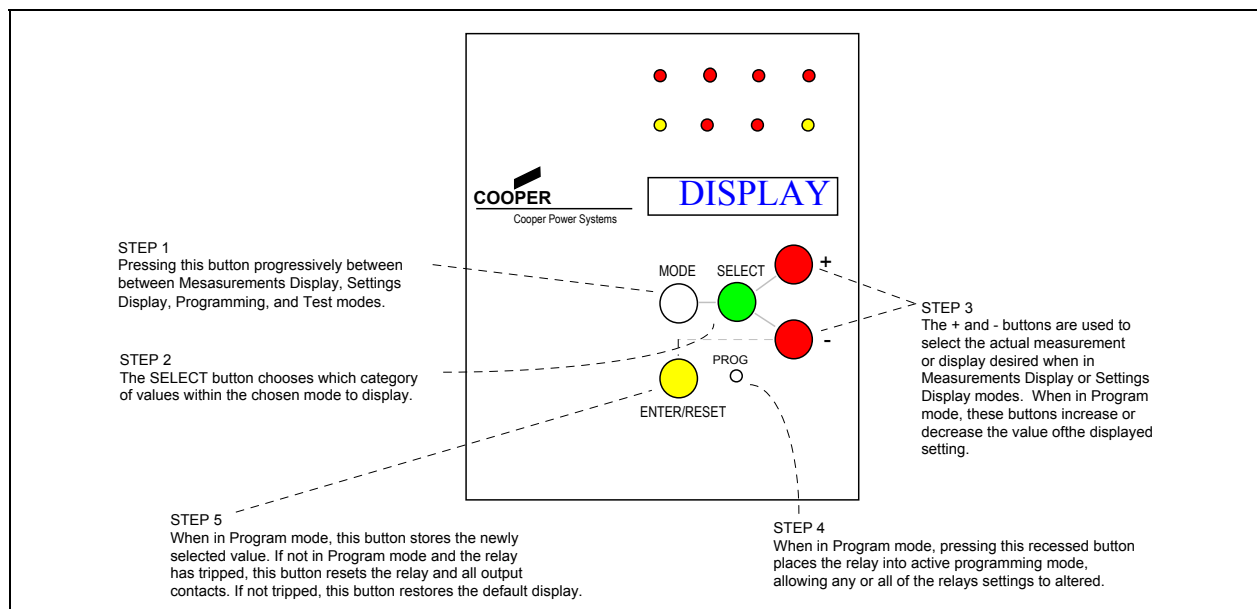 COOPER
Cooper Power Systems
DISPLAY
STEP 1
Pressing this button progressively between
between Mesasurements Display, Settings
Display, Programming, and Test modes.
MODE
SELECT
+
-
STEP 2
The SELECT button chooses which category
of values within the chosen mode to display.
PROG
ENTER/RESET
STEP 3
The + and - buttons are used to
select the actual measurement
or display desired when in
Measurements Display or Settings
Display modes. When in Program
mode, these buttons increase or
decrease the value ofthe displayed
setting.
STEP 5
When in Program mode, this button stores the newly
selected value. If not in Program mode and the relay
has tripped, this button resets the relay and all output
contacts. If not tripped, this button restores the default display.
STEP 4
When in Program mode, pressing this recessed button
places the relay into active programming mode,
allowing any or all of the relays settings to altered.